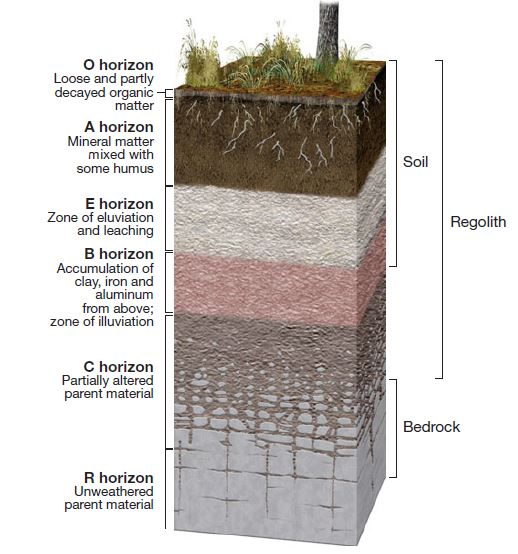 O horizon
Loose and partly
decayed organic
matter
A horizon
Mineral matter
mixed with
some humus
E horizon
Zone of eluviation
and leaching
B horizon
Accumulation of
clay, iron and
aluminum
from above;
zone of illuviation
C horizon
Partially altered
parent material
R horizon
Unweathered
parent material
Soil
Regolith
Bedrock